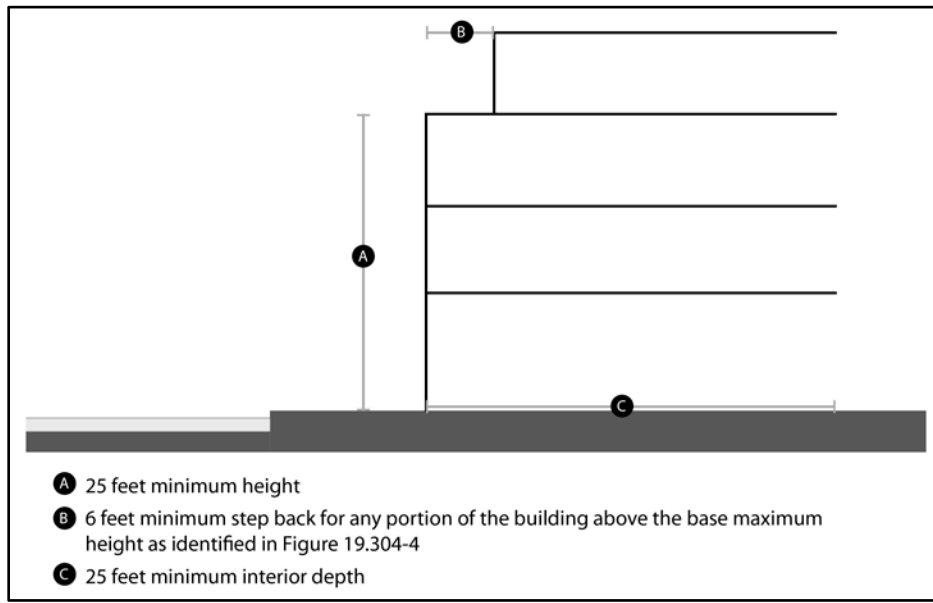 B
A
C
A 25 feet minimum height
B 6 feet minimum step back for any portion of the building above the base maximum
height as identified in Figure 19.304-4
C 25 feet minimum interior depth